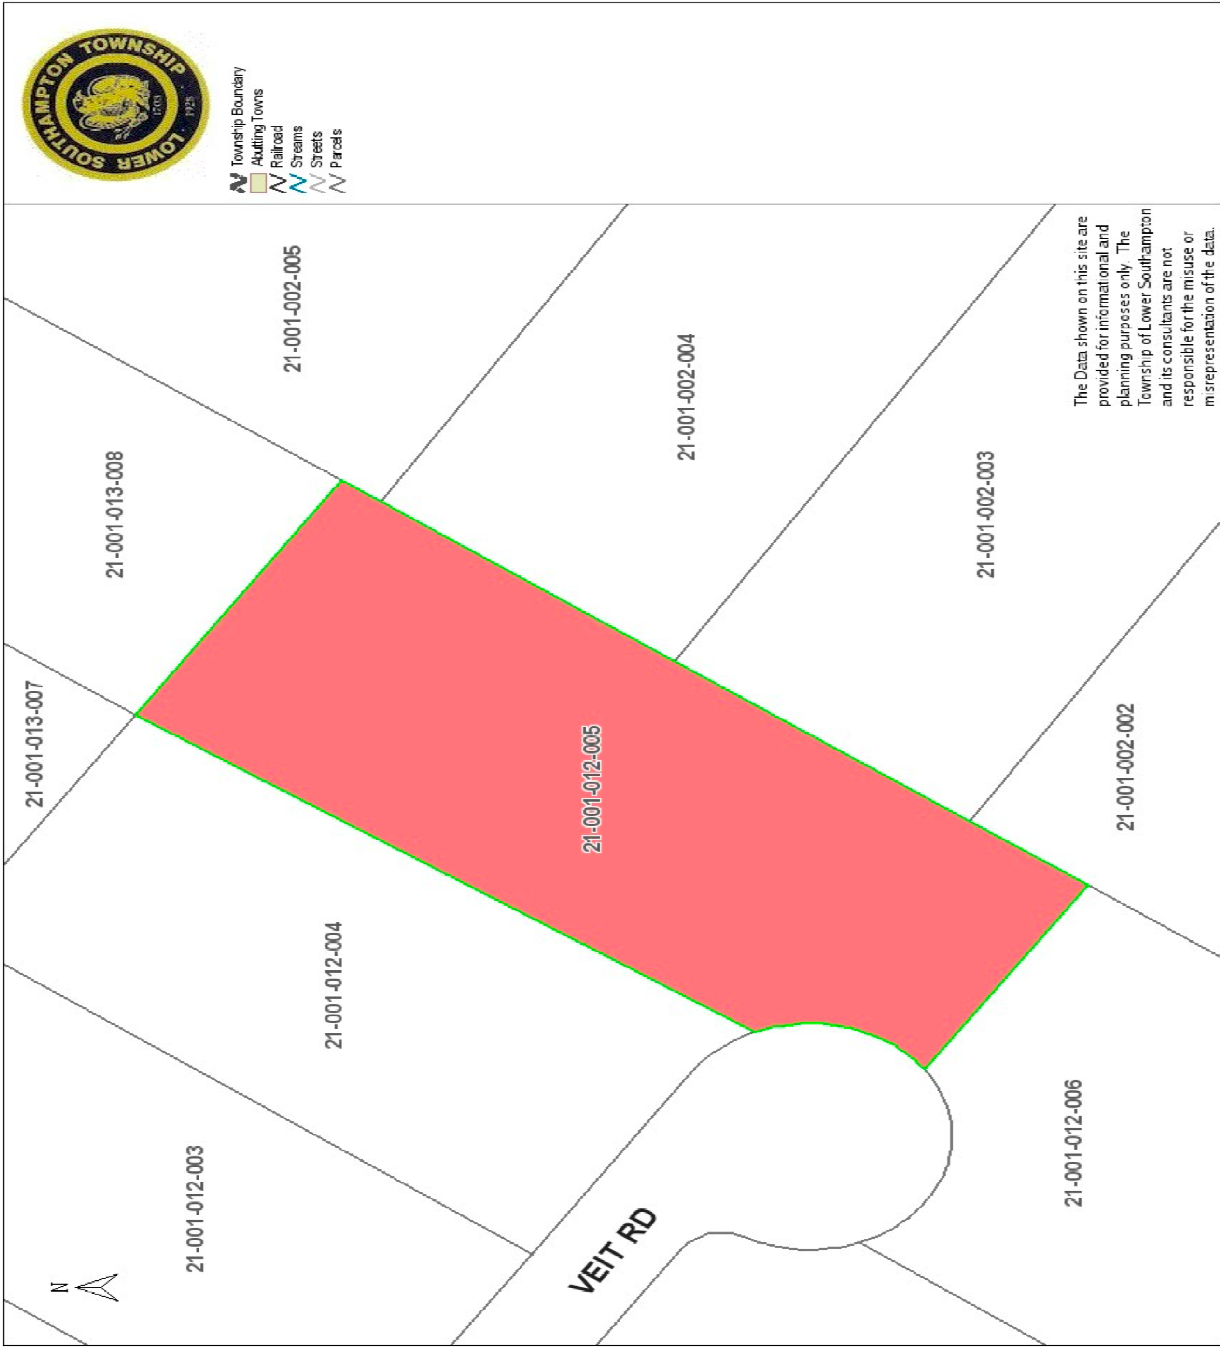 LOWER SOUTHAMPTON TOWNSHIP
1703
1928
Township Boundary
Abutting Towns
Railroad
Streams
Streets
Parcels
N
21-001-012-003
21-001-012-004
21-001-013-007
21-001-013-008
21-001-002-005
21-001-002-004
21-001-012-005
21-001-002-003
21-001-002-002
21-001-012-006
VEIT RD
The Data shown on this site are
provided for informational and
planning purposes only. The
Township of Lower Southampton
and its consultants are not
responsible for the misuse or
misrepresentation of the data.